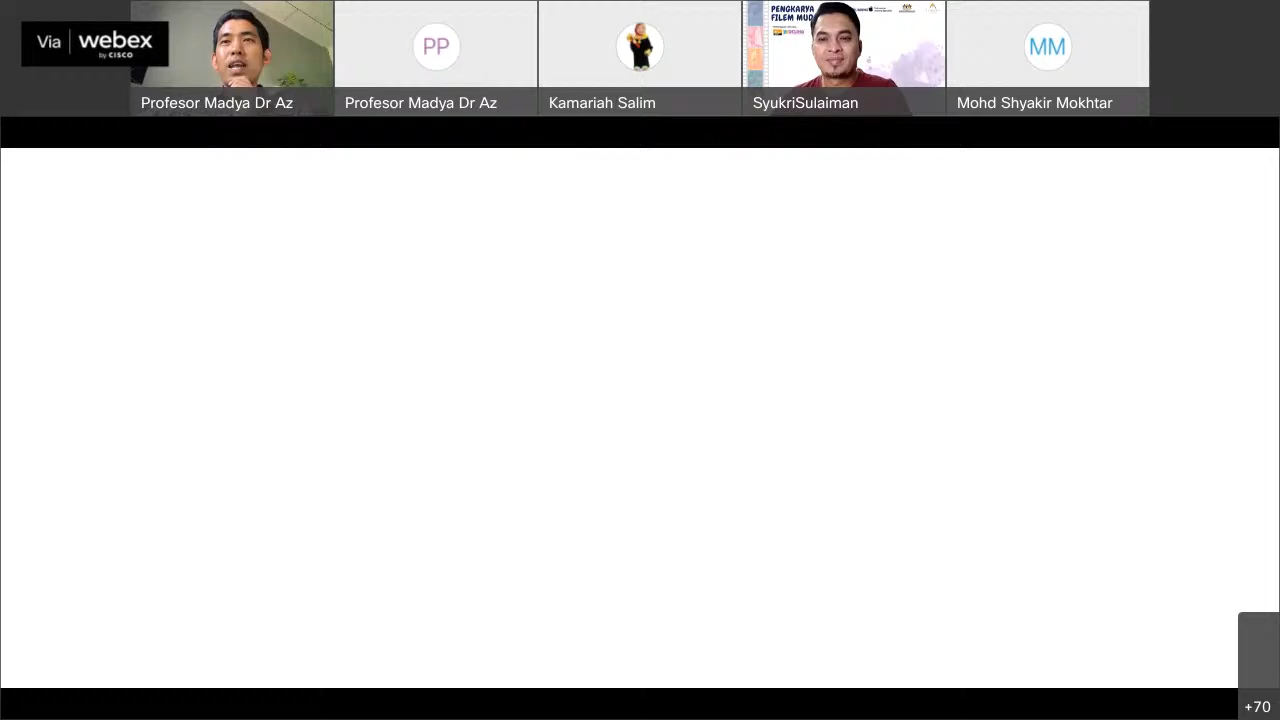 Via webex
by CISCO
PENGKARYA
FILEM MUD
PP
MM
Profesor Madya Dr Az
Profesor Madya Dr Az
Kamariah Salim
SyukriSulaiman
Mohd Shyakir Mokhtar
+70